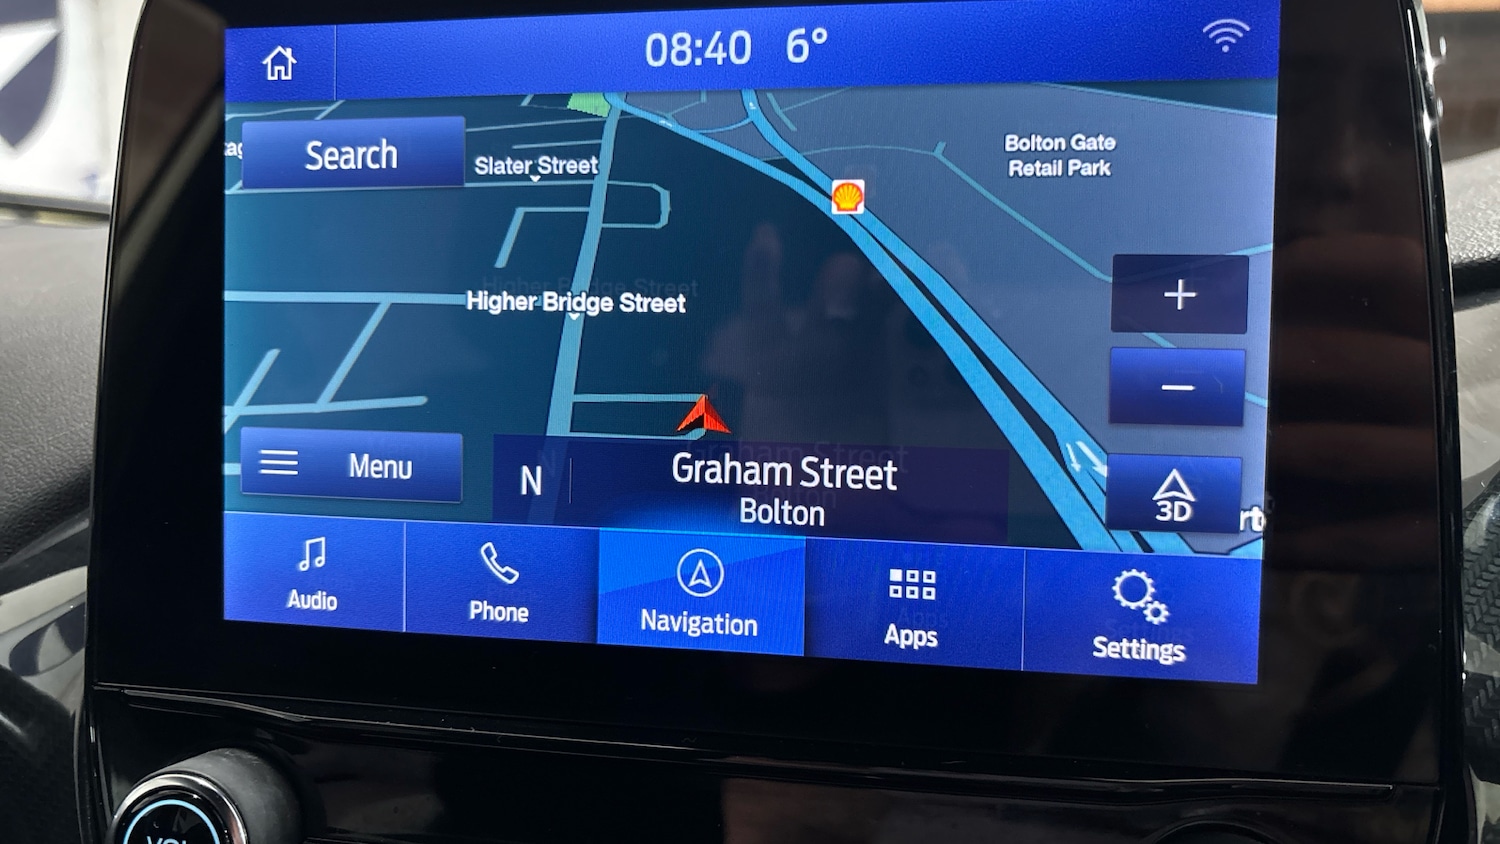 08:40 6°
Search
Slater Street
Bolton Gate
Retail Park
Higher Bridge Street
Menu
N
Graham Street
Bolton
3D
Audio
Phone
Navigation
Apps
Settings